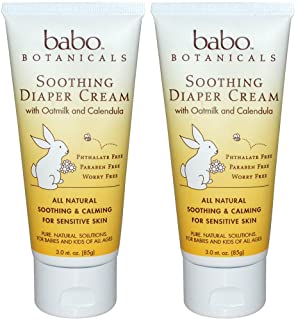 babo
BOTANICALS
SOOTHING
DIAPER CREAM
with Oatmilk and Calendula
PHTHALATE FREE
PARABEN FREE
WORRY FREE
ALL NATURAL
SOOTHING & CALMING
FOR SENSITIVE SKIN
PURE. NATURAL. SOLUTIONS.
FOR BABIES AND KIDS OF ALL AGES
3.0 nt. oz. (85g)
babo
BOTANICALS
SOOTHING
DIAPER CREAM
with Oatmilk and Calendula
PHTHALATE FREE
PARABEN FREE
WORRY FREE
ALL NATURAL
SOOTHING & CALMING
FOR SENSITIVE SKIN
PURE. NATURAL. SOLUTIONS.
FOR BABIES AND KIDS OF ALL AGES
3.0 nt. oz. (85g)